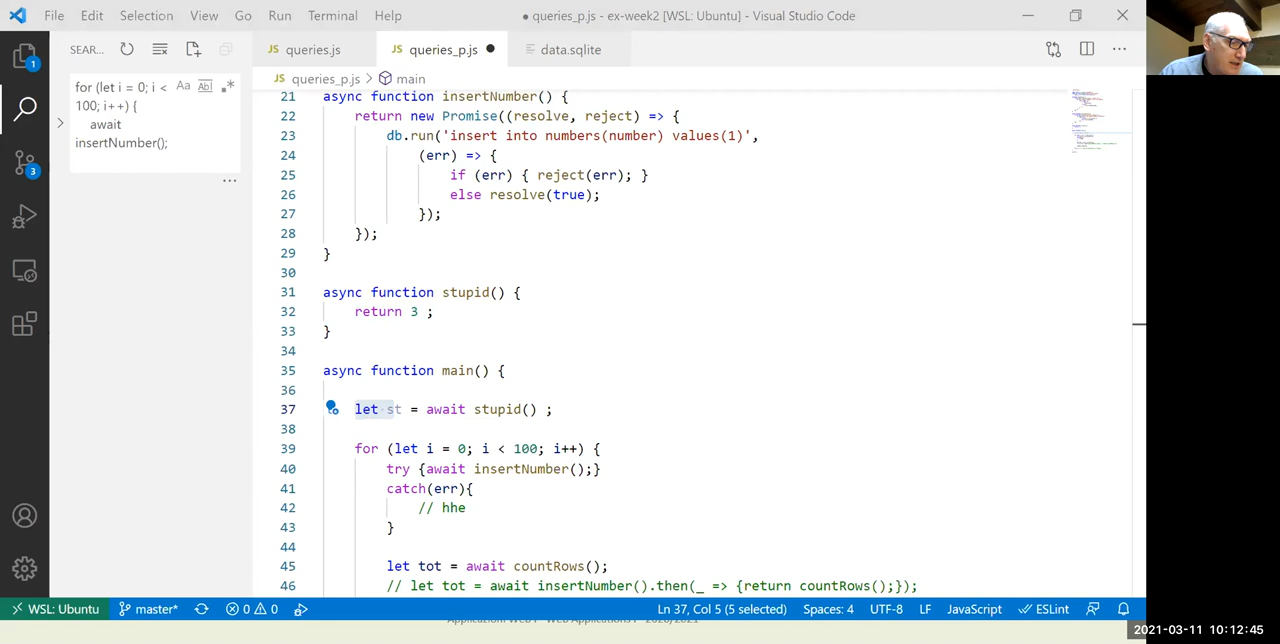 File Edit Selection View Go Run Terminal Help
● queries_p.js - ex-week2 [WSL: Ubuntu] - Visual Studio Code
SEAR...
JS queries.js
JS queries_p.js ●
data.sqlite
for (let i = 0; i <
100; i++) {
await
insertNumber();
Aa Abl .*
...
1
3
JS queries_p.js > main
21 async function insertNumber() {
22 return new Promise((resolve, reject) => {
23 db.run('insert into numbers(number) values(1)',
24 (err) => {
25 if (err) { reject(err); }
26 else resolve(true);
27 });
28 });
29 }
30
31 async function stupid() {
32 return 3 ;
33 }
34
35 async function main() {
36
37 let st = await stupid() ;
38
39 for (let i = 0; i < 100; i++) {
40 try {await insertNumber();}
41 catch(err){
42 // hhe
43 }
44
45 let tot = await countRows();
46 // let tot = await insertNumber().then(_ => {return countRows();});
WSL: Ubuntu master* 0 0 Ln 37, Col 5 (5 selected) Spaces: 4 UTF-8 LF JavaScript ESLint
2021-03-11 10:12:45